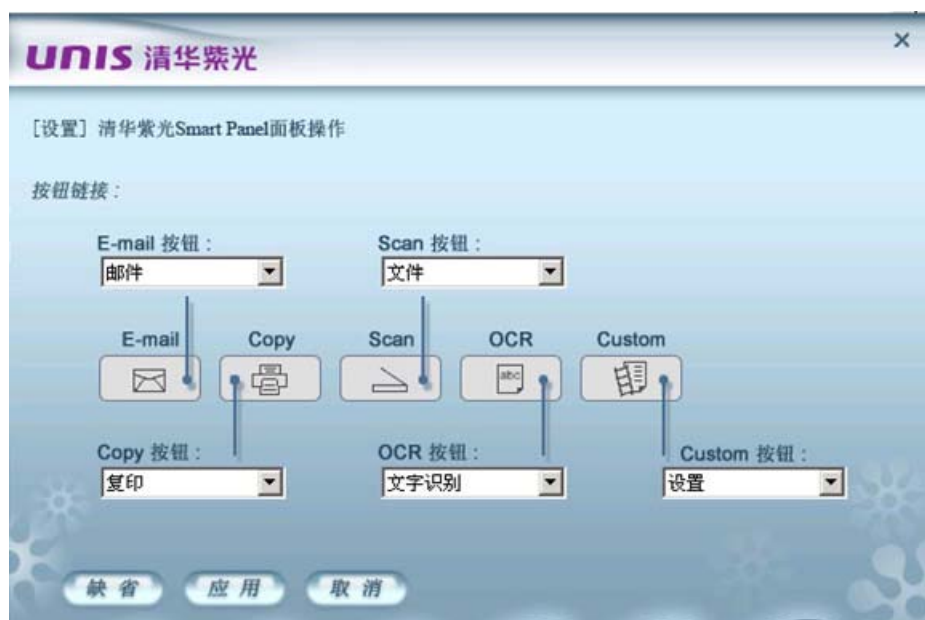 UNIS 清华紫光
×
[设置] 清华紫光Smart Panel面板操作
按钮链接：
E-mail 按钮： Scan 按钮：
邮件 文件
E-mail Copy Scan OCR Custom
abc
Copy 按钮： OCR 按钮： Custom 按钮：
复印 文字识别 设置
缺省 应用 取消